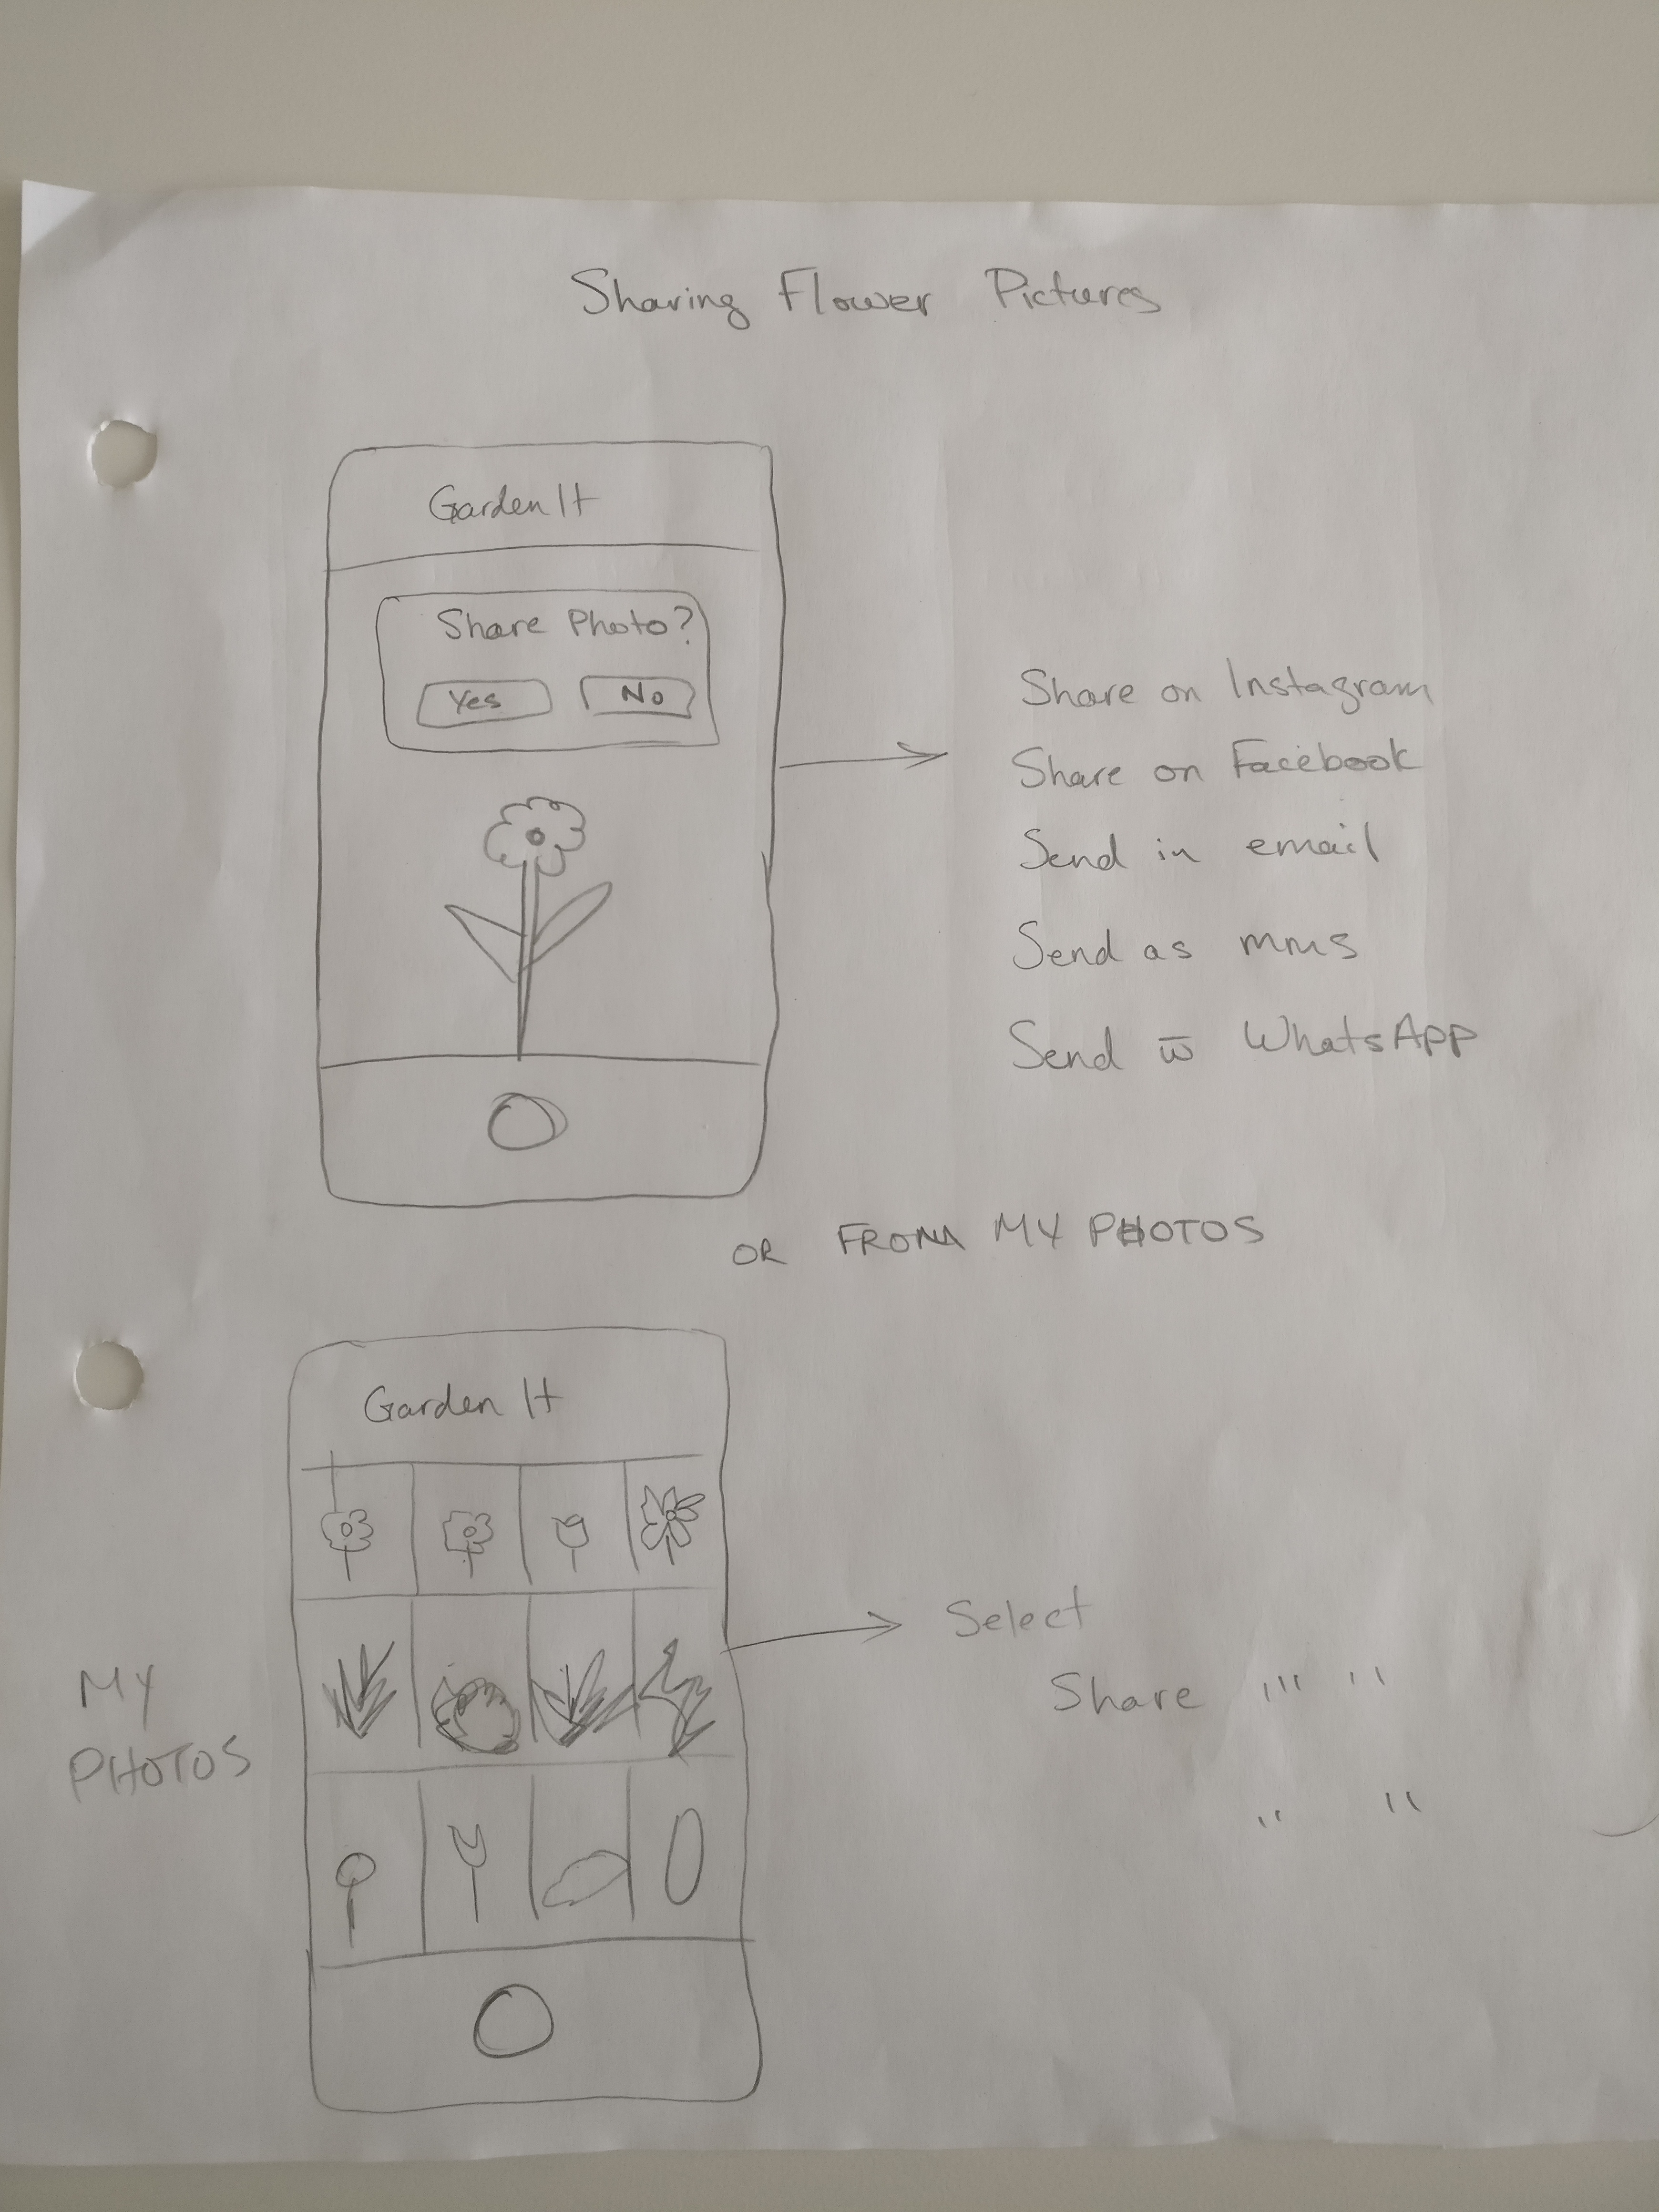 Sharing Flower Pictures
Garden It
Share Photo?
Yes No
Share on Instagram
Share on Facebook
Send in email
Send as mms
Send w̄ WhatsApp
OR FROM MY PHOTOS
Garden It
MY
PHOTOS
Select
Share ''' ''
'' ''